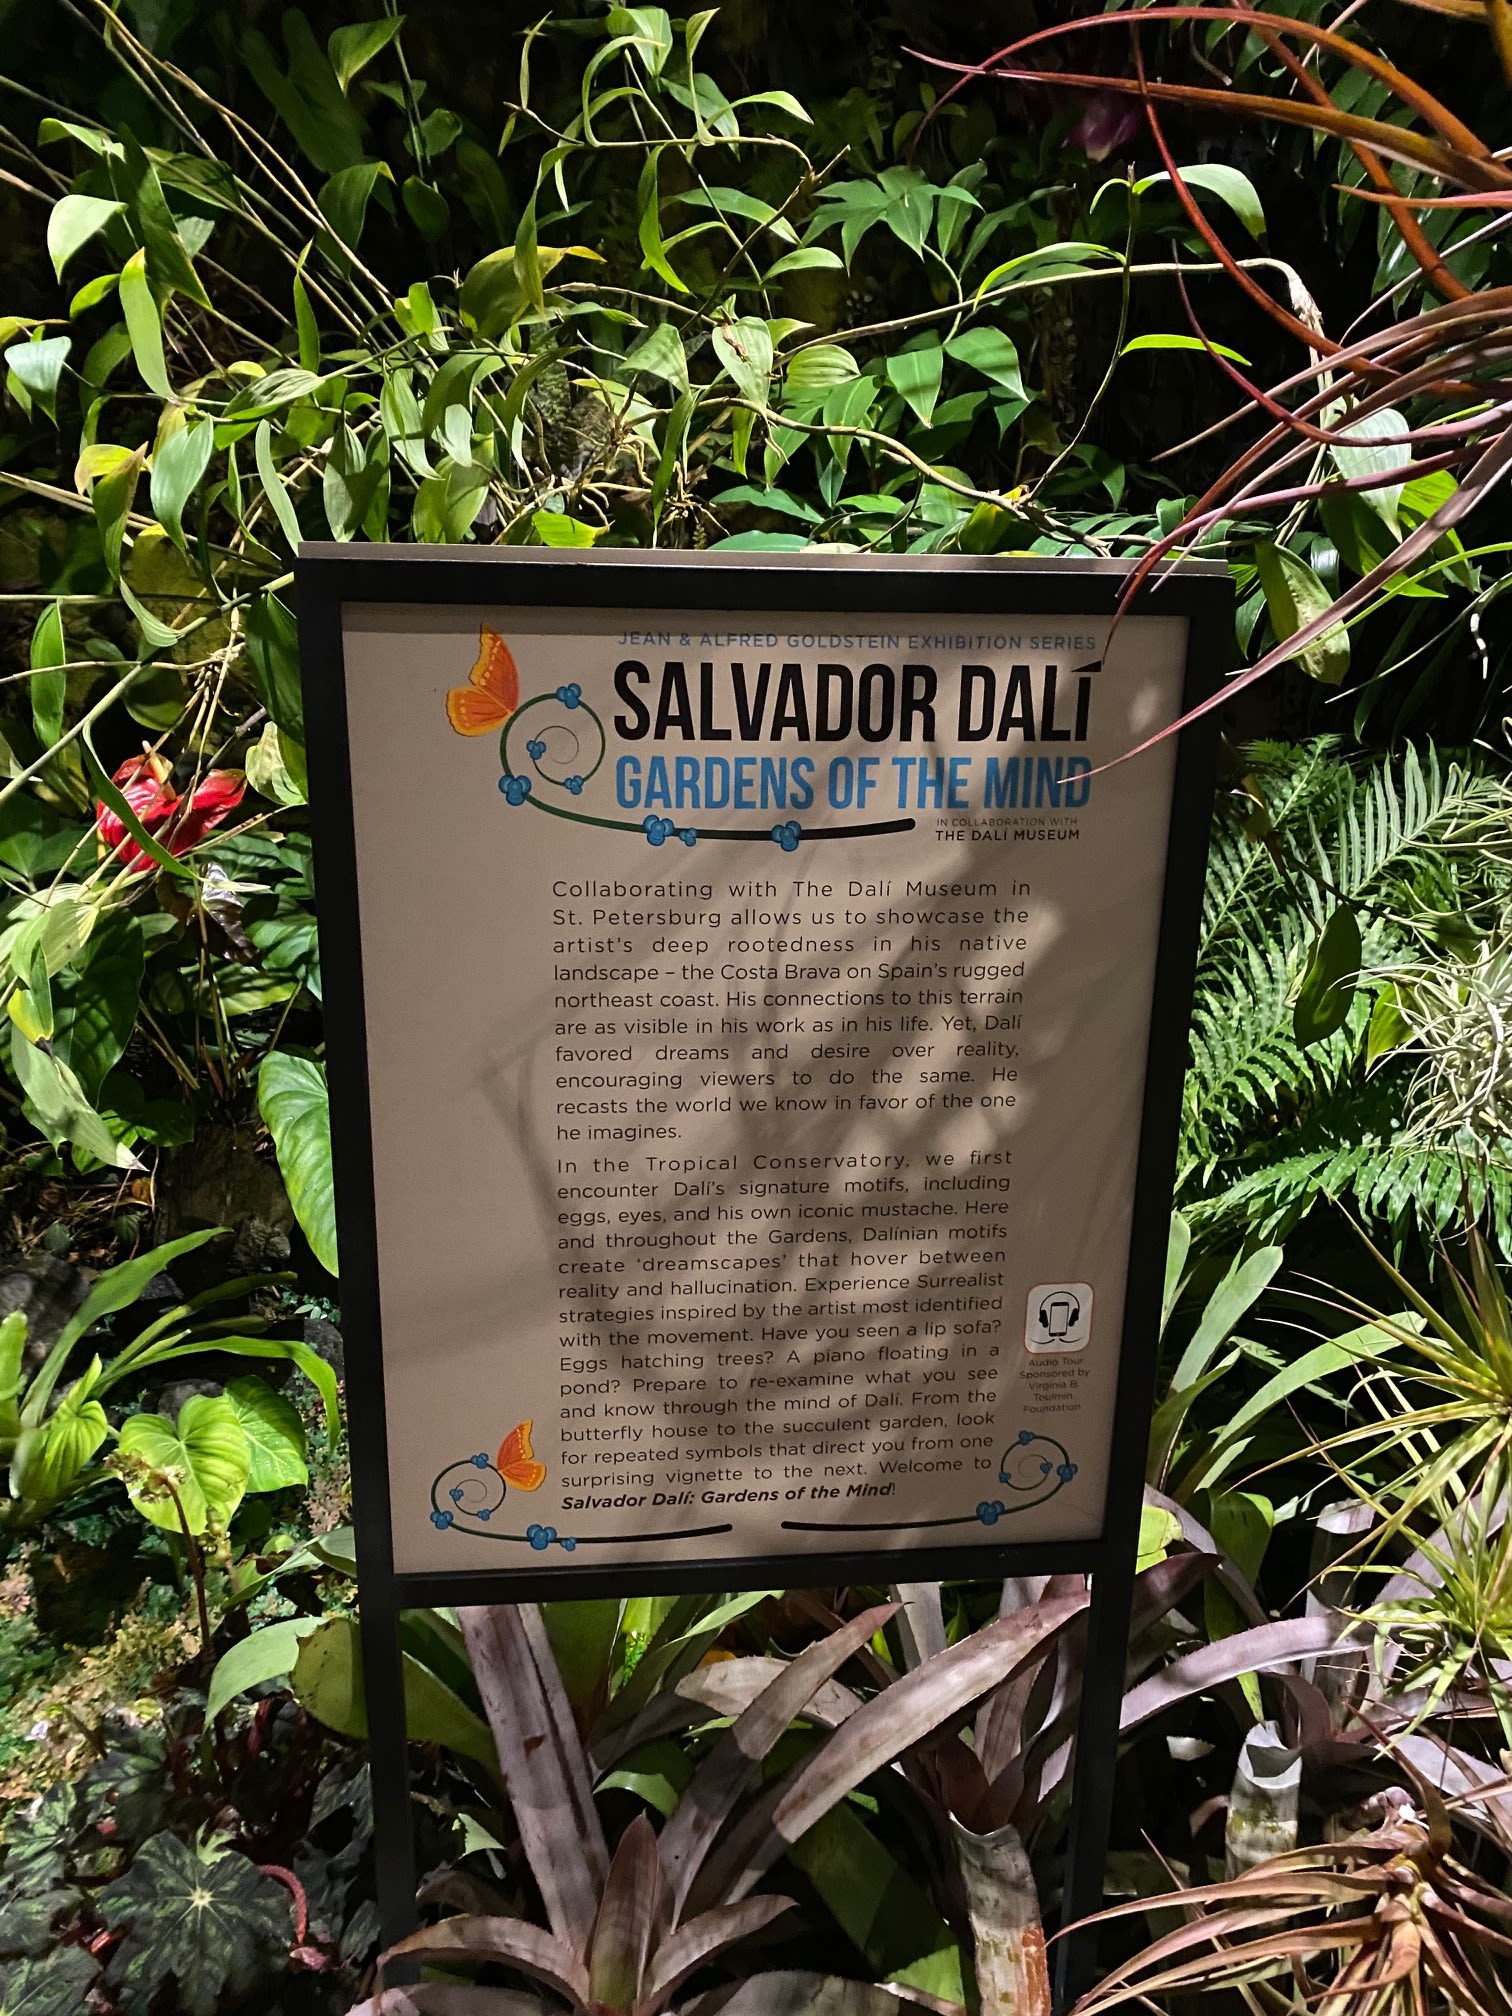 JEAN & ALFRED GOLDSTEIN EXHIBITION SERIES
SALVADOR DALÍ
GARDENS OF THE MIND
IN COLLABORATION WITH
THE DALÍ MUSEUM
Collaborating with The Dalí Museum in
St. Petersburg allows us to showcase the
artist's deep rootedness in his native
landscape – the Costa Brava on Spain's rugged
northeast coast. His connections to this terrain
are as visible in his work as in his life. Yet, Dalí
favored dreams and desire over reality,
encouraging viewers to do the same. He
recasts the world we know in favor of the one
he imagines.
In the Tropical Conservatory, we first
encounter Dalí's signature motifs, including
eggs, eyes, and his own iconic mustache. Here
and throughout the Gardens, Dalínian motifs
create 'dreamscapes' that hover between
reality and hallucination. Experience Surrealist
strategies inspired by the artist most identified
with the movement. Have you seen a lip sofa?
Eggs hatching trees? A piano floating in a
pond? Prepare to re-examine what you see
and know through the mind of Dalí. From the
butterfly house to the succulent garden, look
for repeated symbols that direct you from one
surprising vignette to the next. Welcome to
Salvador Dalí: Gardens of the Mind!
Audio Tour
Sponsored by
Virginia B.
Toulmin
Foundation